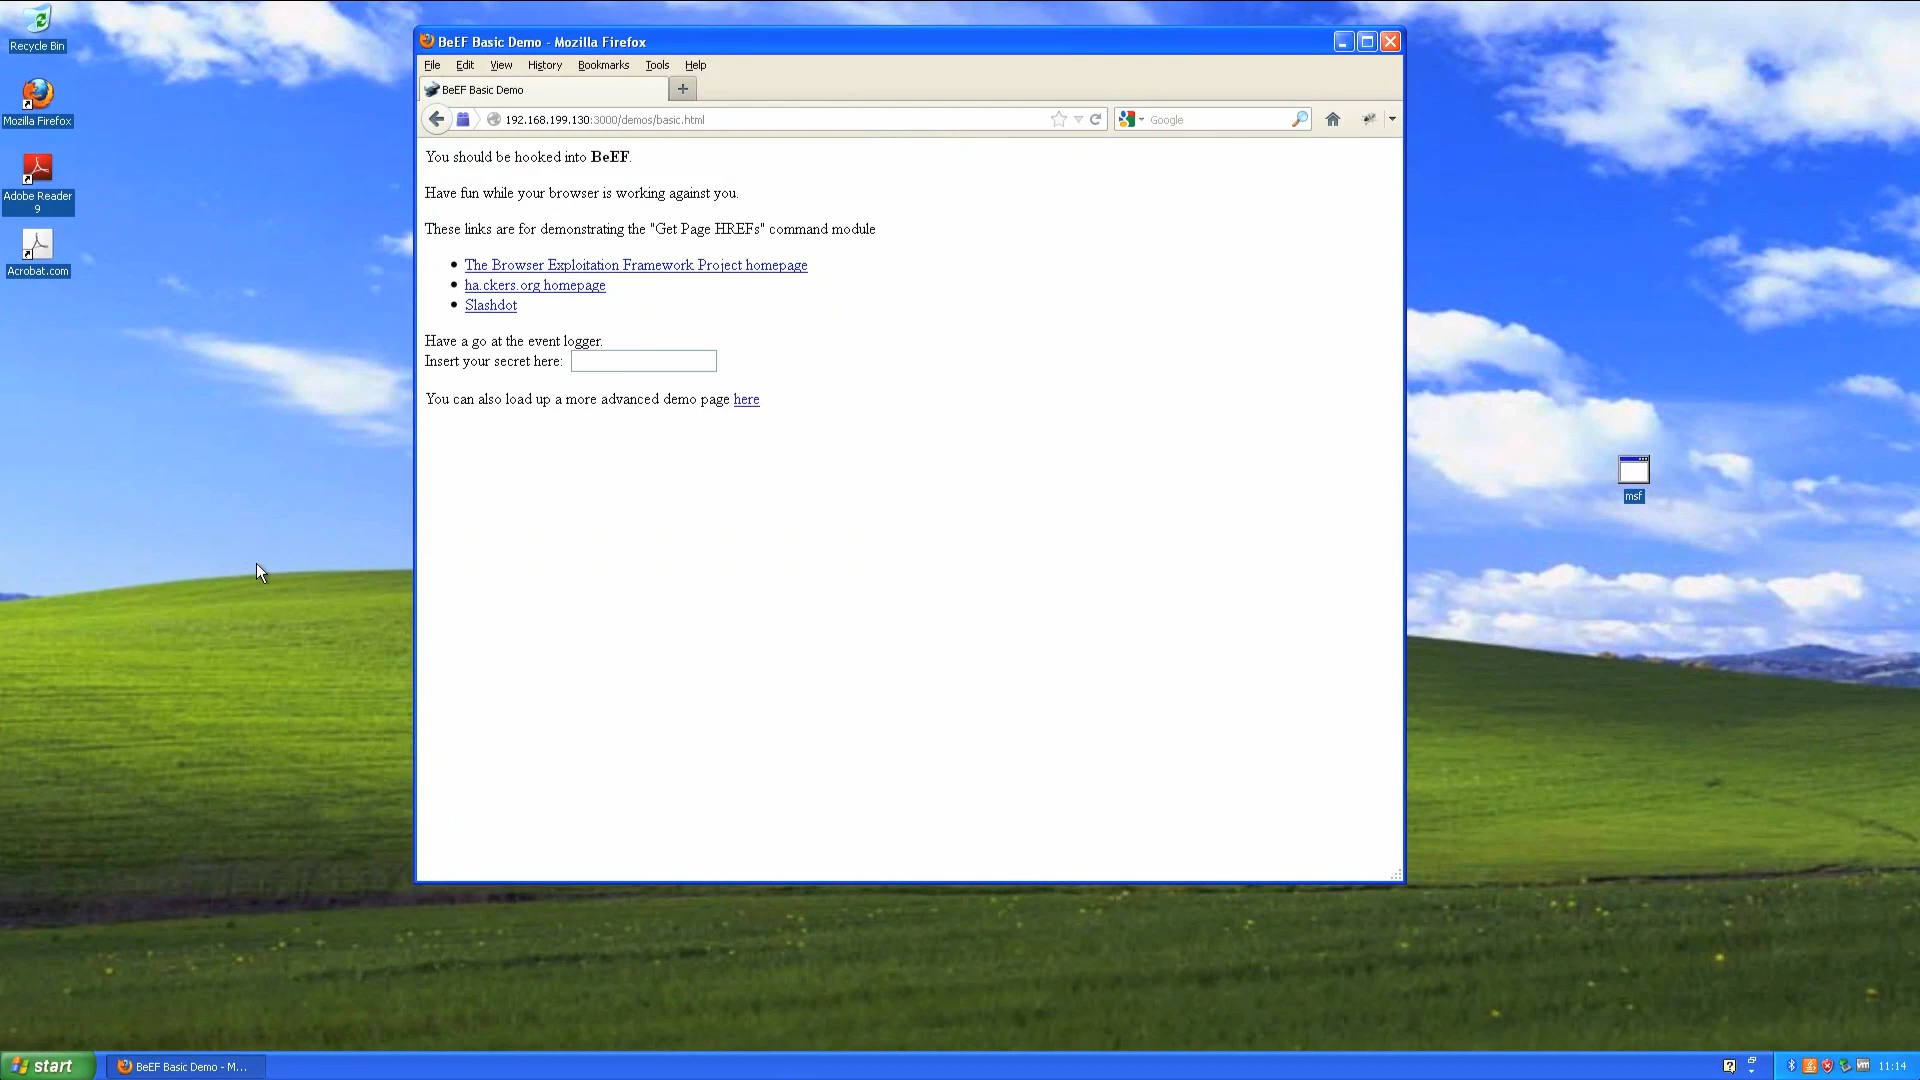 Recycle Bin
Mozilla Firefox
Adobe Reader
9
Acrobat.com
BeEF Basic Demo - Mozilla Firefox
File Edit View History Bookmarks Tools Help
BeEF Basic Demo
192.168.199.130:3000/demos/basic.html
Google
You should be hooked into BeEF.
Have fun while your browser is working against you.
These links are for demonstrating the "Get Page HREFs" command module
The Browser Exploitation Framework Project homepage
ha.ckers.org homepage
Slashdot
Have a go at the event logger.
Insert your secret here:
You can also load up a more advanced demo page here
msf
start
BeEF Basic Demo - M...
11:14